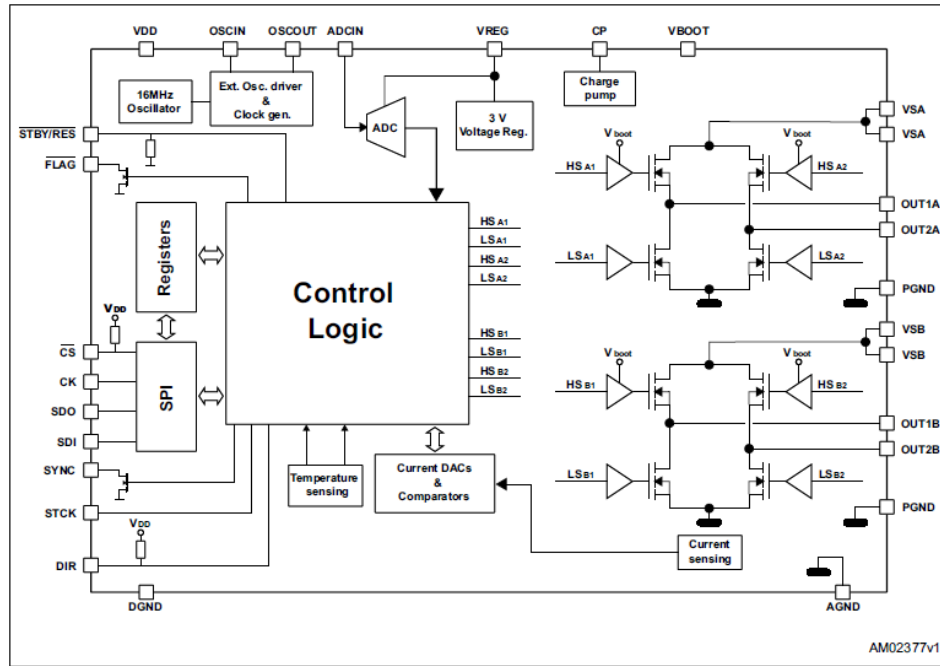 VDD OSCIN OSCOUT ADCIN VREG CP VBOOT
16MHz
Oscillator
Ext. Osc. driver
&
Clock gen.
ADC
3 V
Voltage Reg.
Charge
pump
STBY/RES
FLAG
Registers
VDD
CS
CK
SDO
SDI
SPI
SYNC
STCK
VDD
DIR
Control
Logic
HSA1
LSA1
HSA2
LSA2
HSB1
LSB1
HSB2
LSB2
Temperature
sensing
Current DACs
&
Comparators
Current
sensing
Vboot Vboot
HSA1 HSA2
LSA1 LSA2
VSA
VSA
OUT1A
OUT2A
PGND
Vboot Vboot
HSB1 HSB2
LSB1 LSB2
VSB
VSB
OUT1B
OUT2B
PGND
DGND AGND
AM02377v1